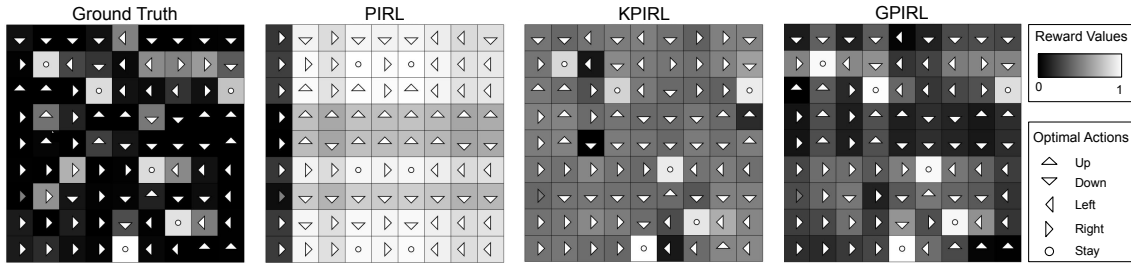 Ground Truth
PIRL
KPIRL
GPIRL
Reward Values
0 1
Optimal Actions
Up
Down
Left
Right
Stay